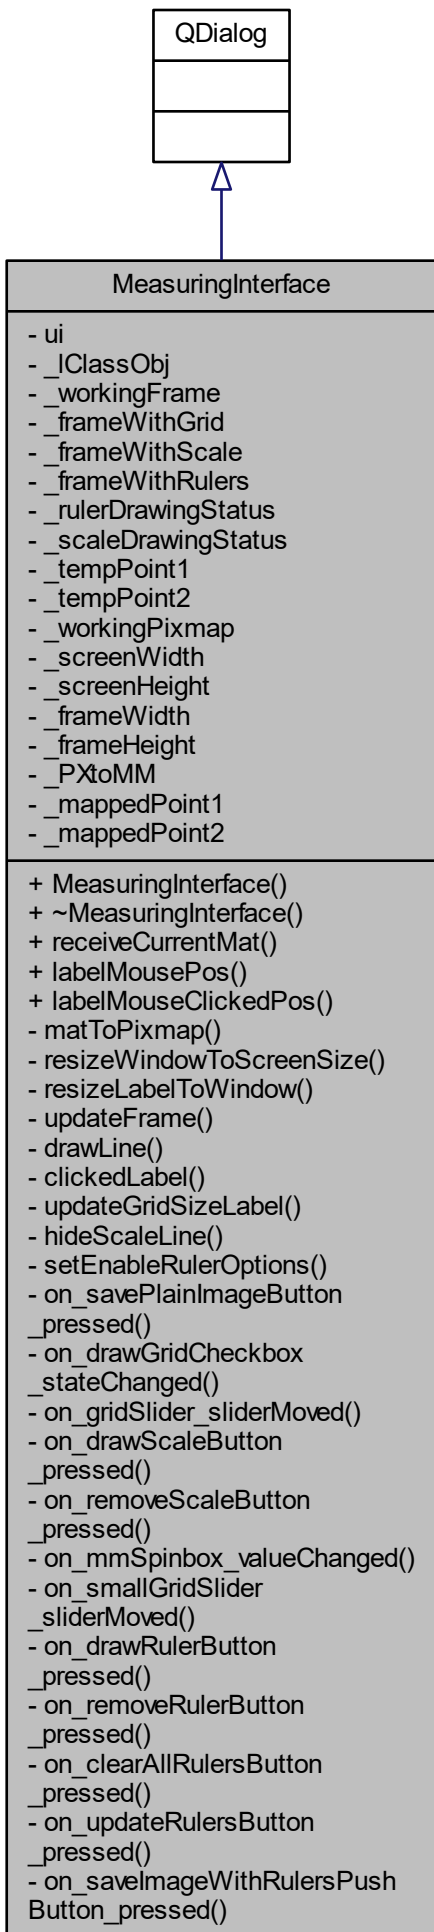 QDialog
MeasuringInterface
- ui
- _lClassObj
- _workingFrame
- _frameWithGrid
- _frameWithScale
- _frameWithRulers
- _rulerDrawingStatus
- _scaleDrawingStatus
- _tempPoint1
- _tempPoint2
- _workingPixmap
- _screenWidth
- _screenHeight
- _frameWidth
- _frameHeight
- _PXtoMM
- _mappedPoint1
- _mappedPoint2
+ MeasuringInterface()
+ ~MeasuringInterface()
+ receiveCurrentMat()
+ labelMousePos()
+ labelMouseClickedPos()
- matToPixmap()
- resizeWindowToScreenSize()
- resizeLabelToWindow()
- updateFrame()
- drawLine()
- clickedLabel()
- updateGridSizeLabel()
- hideScaleLine()
- setEnableRulerOptions()
- on_savePlainImageButton
_pressed()
- on_drawGridCheckbox
_stateChanged()
- on_gridSlider_sliderMoved()
- on_drawScaleButton
_pressed()
- on_removeScaleButton
_pressed()
- on_mmSpinbox_valueChanged()
- on_smallGridSlider
_sliderMoved()
- on_drawRulerButton
_pressed()
- on_removeRulerButton
_pressed()
- on_clearAllRulersButton
_pressed()
- on_updateRulersButton
_pressed()
- on_saveImageWithRulersPush
Button_pressed()